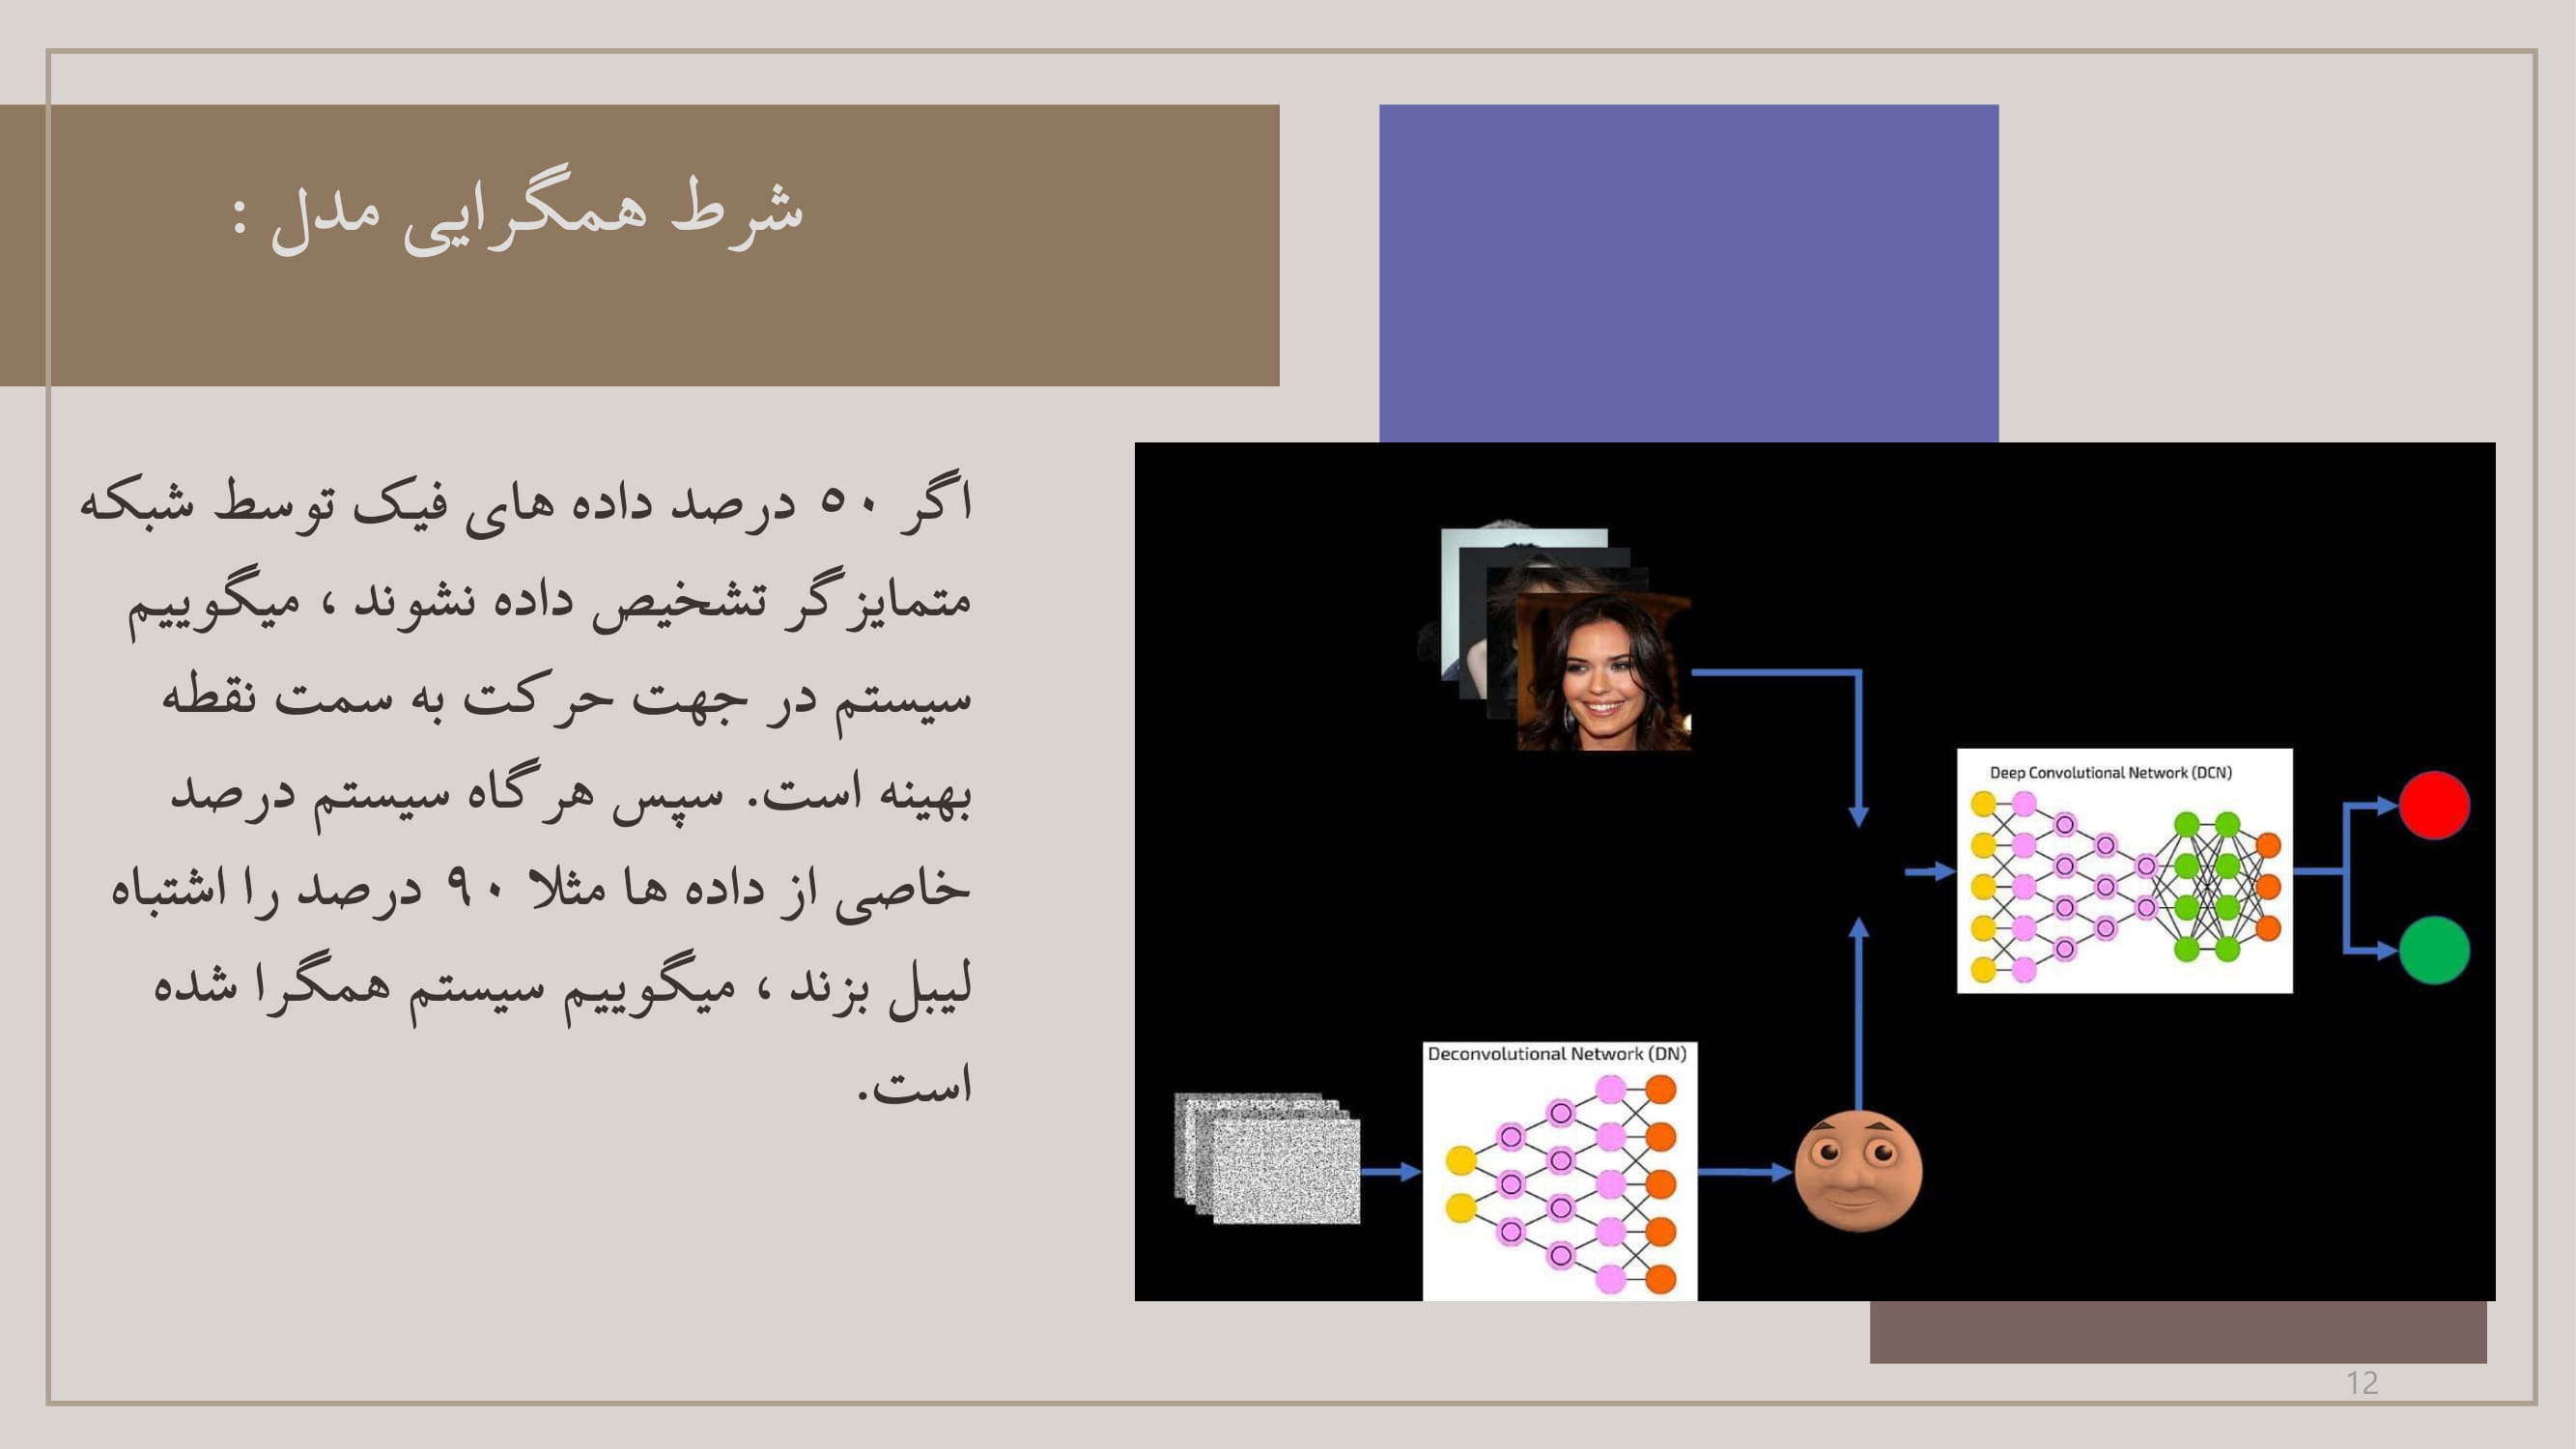 شرط همگرایی مدل :
اگر ۵۰ درصد داده های فیک توسط شبکه
متمایزگر تشخیص داده نشوند ، میگوییم
سیستم در جهت حرکت به سمت نقطه
بهینه است. سپس هرگاه سیستم درصد
خاصی از داده ها مثلا ۹۰ درصد را اشتباه
لیبل بزند ، میگوییم سیستم همگرا شده
است.
Deep Convolutional Network (DCN)
Deconvolutional Network (DN)
12